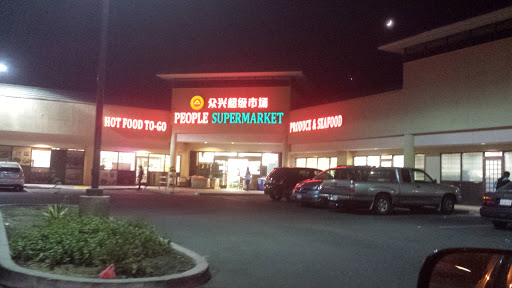 众兴超级市场
HOT FOOD TO-GO
PEOPLE SUPERMARKET
PRODUCE & SEAFOOD